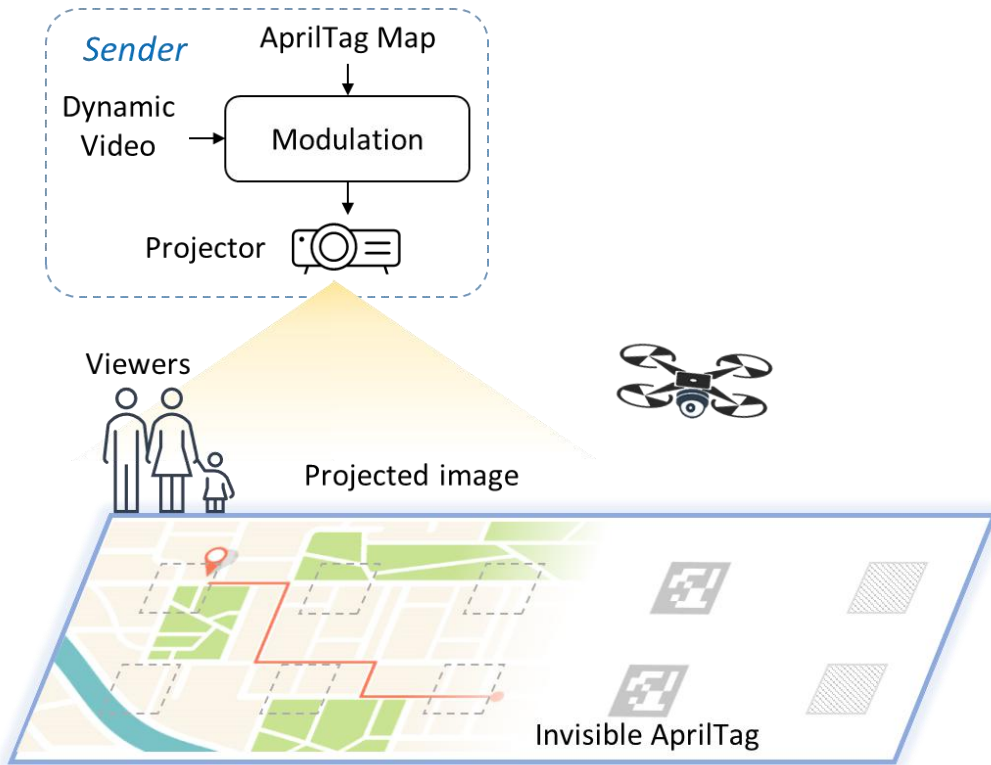 Sender
AprilTag Map
Dynamic
Video
Modulation
Projector
Viewers
Projected image
Invisible AprilTag